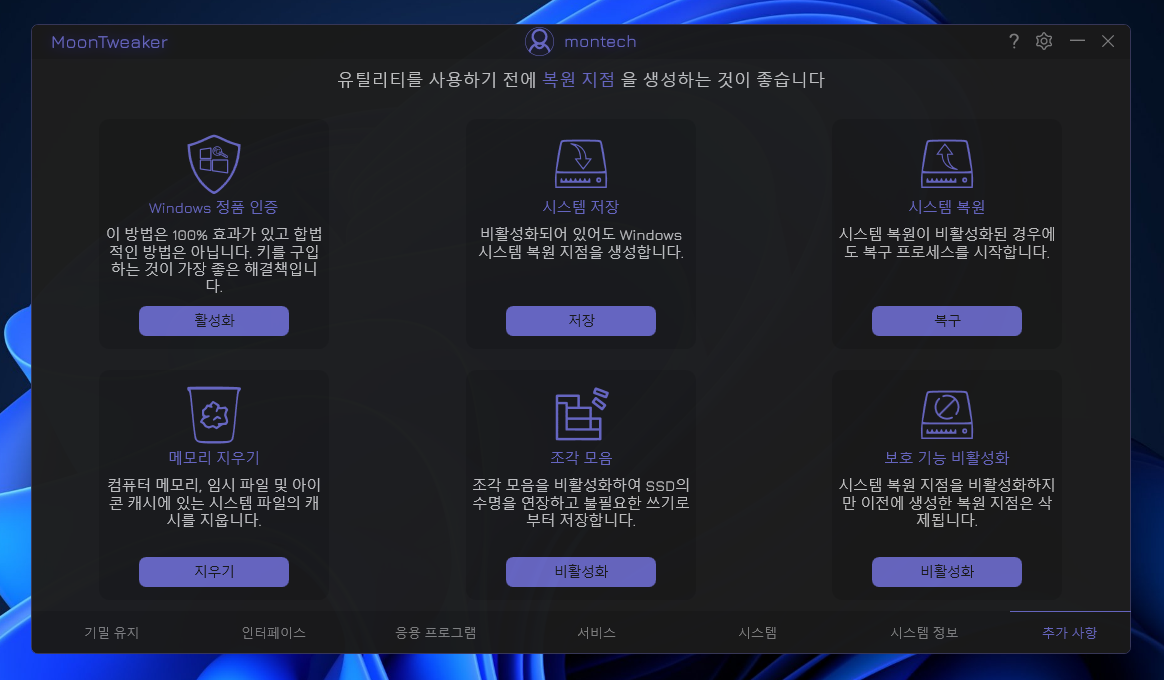 MoonTweaker
montech
?
유틸리티를 사용하기 전에 복원 지점 을 생성하는 것이 좋습니다
Windows 정품 인증
이 방법은 100% 효과가 있고 합법
적인 방법은 아닙니다. 키를 구입
하는 것이 가장 좋은 해결책입니
다.
활성화
시스템 저장
비활성화되어 있어도 Windows
시스템 복원 지점을 생성합니다.
저장
시스템 복원
시스템 복원이 비활성화된 경우에
도 복구 프로세스를 시작합니다.
복구
메모리 지우기
컴퓨터 메모리, 임시 파일 및 아이
콘 캐시에 있는 시스템 파일의 캐
시를 지웁니다.
지우기
조각 모음
조각 모음을 비활성화하여 SSD의
수명을 연장하고 불필요한 쓰기로
부터 저장합니다.
비활성화
보호 기능 비활성화
시스템 복원 지점을 비활성화하지
만 이전에 생성한 복원 지점은 삭
제됩니다.
비활성화
기밀 유지
인터페이스
응용 프로그램
서비스
시스템
시스템 정보
추가 사항